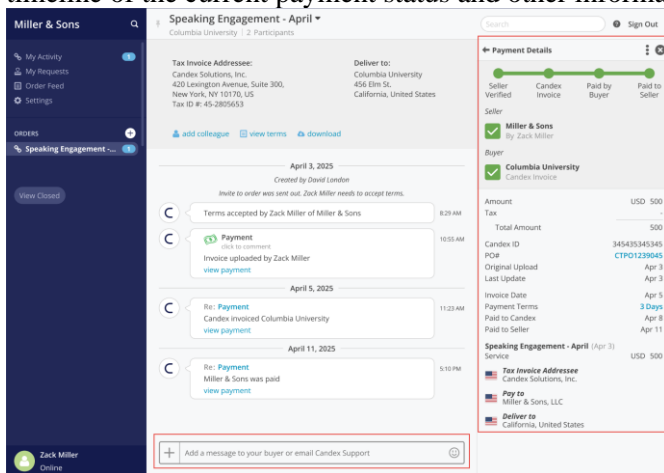 timeline of the current payment status and other informa
Miller & Sons
My Activity 1
My Requests
Order Feed
Settings
ORDERS
Speaking Engagement -... 1
View Closed
Zack Miller
Online
Speaking Engagement - April
Columbia University | 2 Participants
Search
Sign Out
Tax Invoice Addressee:
Candex Solutions, Inc.
420 Lexington Avenue, Suite 300,
New York, NY 10170, US
Tax ID #: 45-2805653
Deliver to:
Columbia University
456 Elm St.
California, United States
add colleague view terms download
April 3, 2025
Created by David London
Invite to order was sent out. Zack Miller needs to accept terms.
Terms accepted by Zack Miller of Miller & Sons 8:29 AM
Payment 10:55 AM
click to comment
Invoice uploaded by Zack Miller
view payment
April 5, 2025
Re: Payment 11:23 AM
Candex invoiced Columbia University
view payment
April 11, 2025
Re: Payment 5:10 PM
Miller & Sons was paid
view payment
Add a message to your buyer or email Candex Support
Payment Details
Seller Verified
Candex Invoice
Paid by Buyer
Paid to Seller
Seller
Miller & Sons
By Zack Miller
Buyer
Columbia University
Candex Invoice
Amount USD 500
Tax -
Total Amount 500
Candex ID 345435345345
PO# CTPO1239045
Original Upload Apr 3
Last Update Apr 3
Invoice Date Apr 5
Payment Terms 3 Days
Paid to Candex Apr 8
Paid to Seller Apr 11
Speaking Engagement - April (Apr 3)
Service USD 500
Tax Invoice Addressee
Candex Solutions, Inc.
Pay to
Miller & Sons, LLC
Deliver to
California, United States